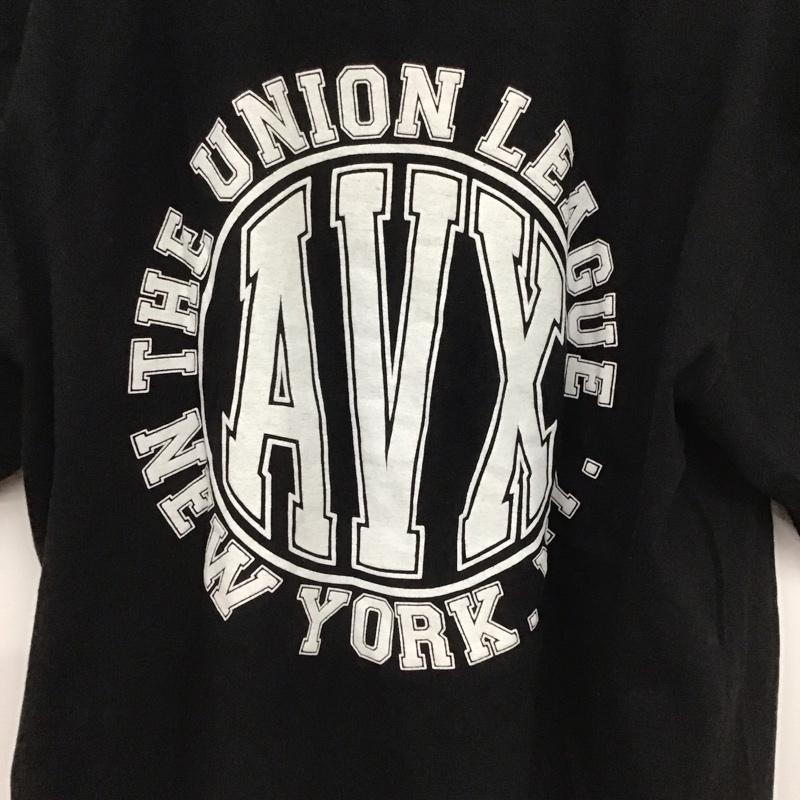 THE UNION LEAGUE
AVX
NEW YORK.